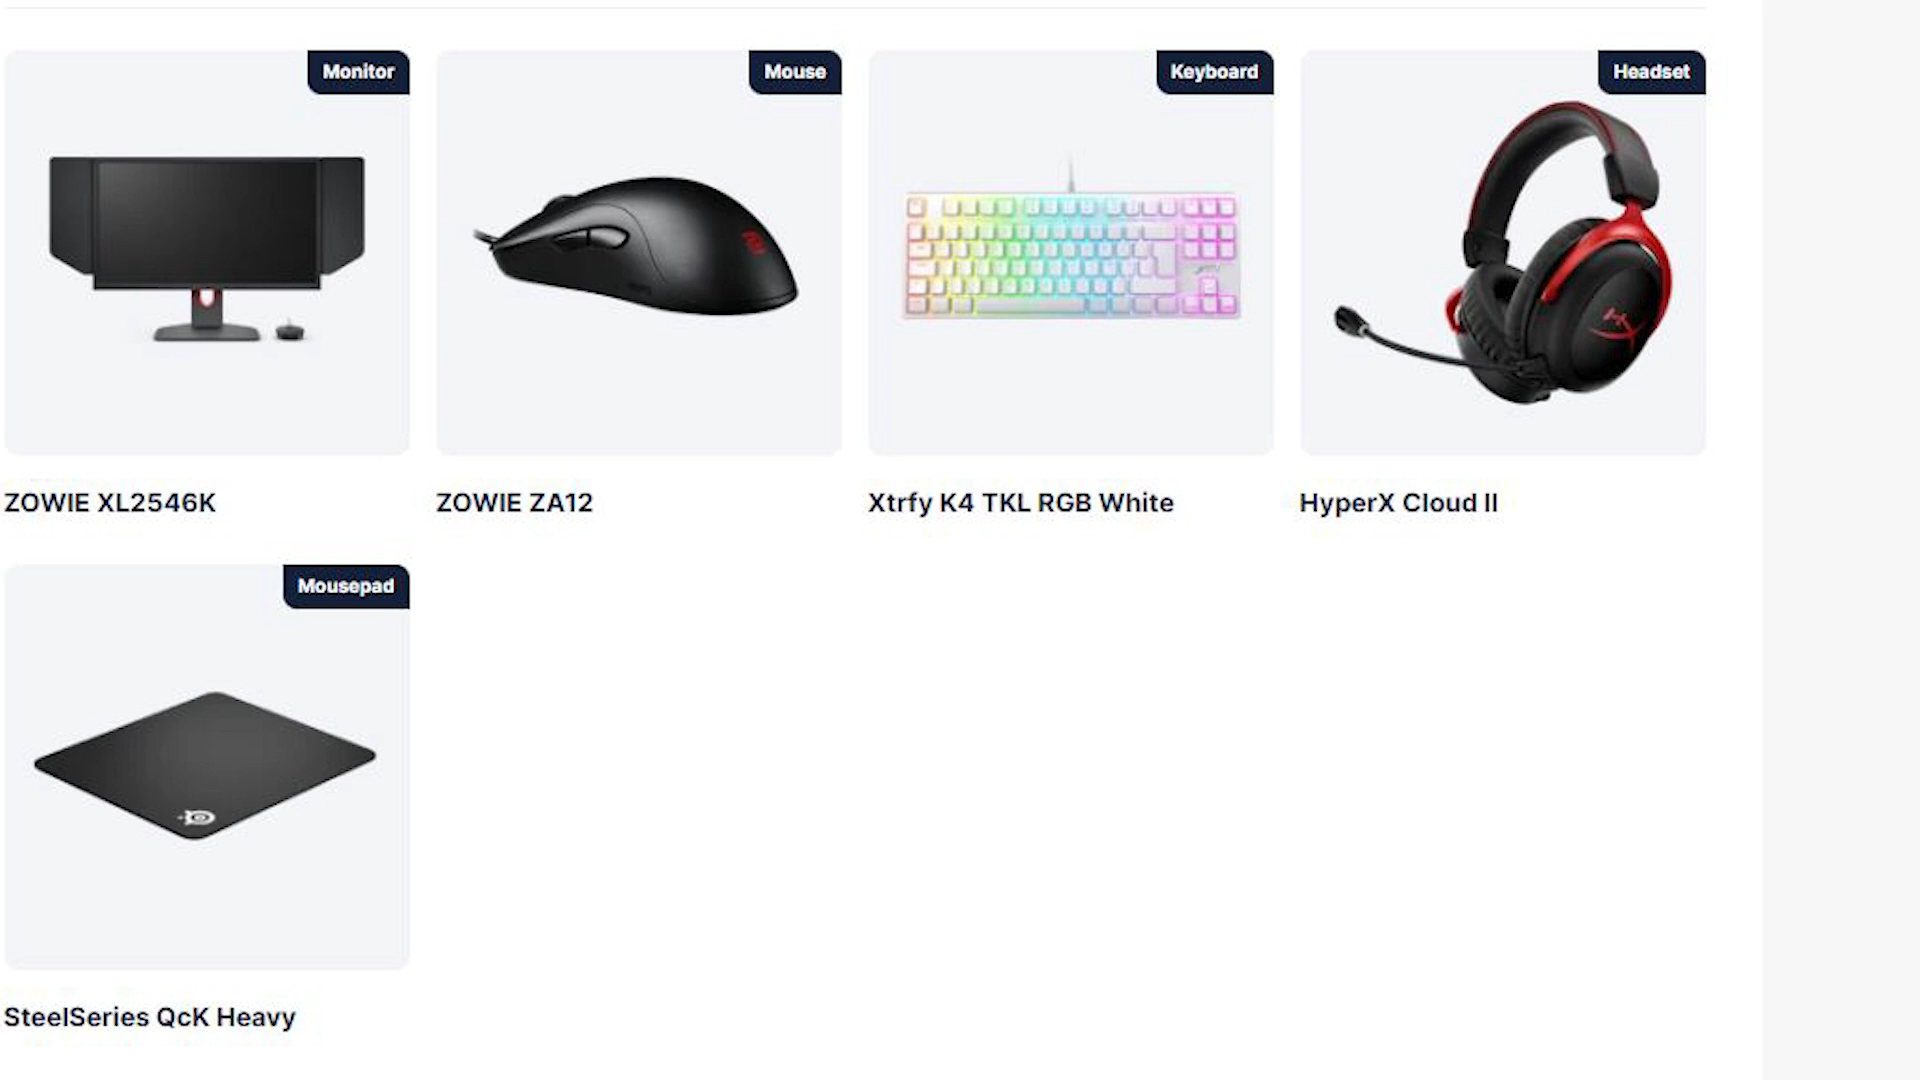 Monitor
Mouse
Keyboard
Headset
ZOWIE XL2546K
ZOWIE ZA12
Xtrfy K4 TKL RGB White
HyperX Cloud II
Mousepad
SteelSeries QcK Heavy